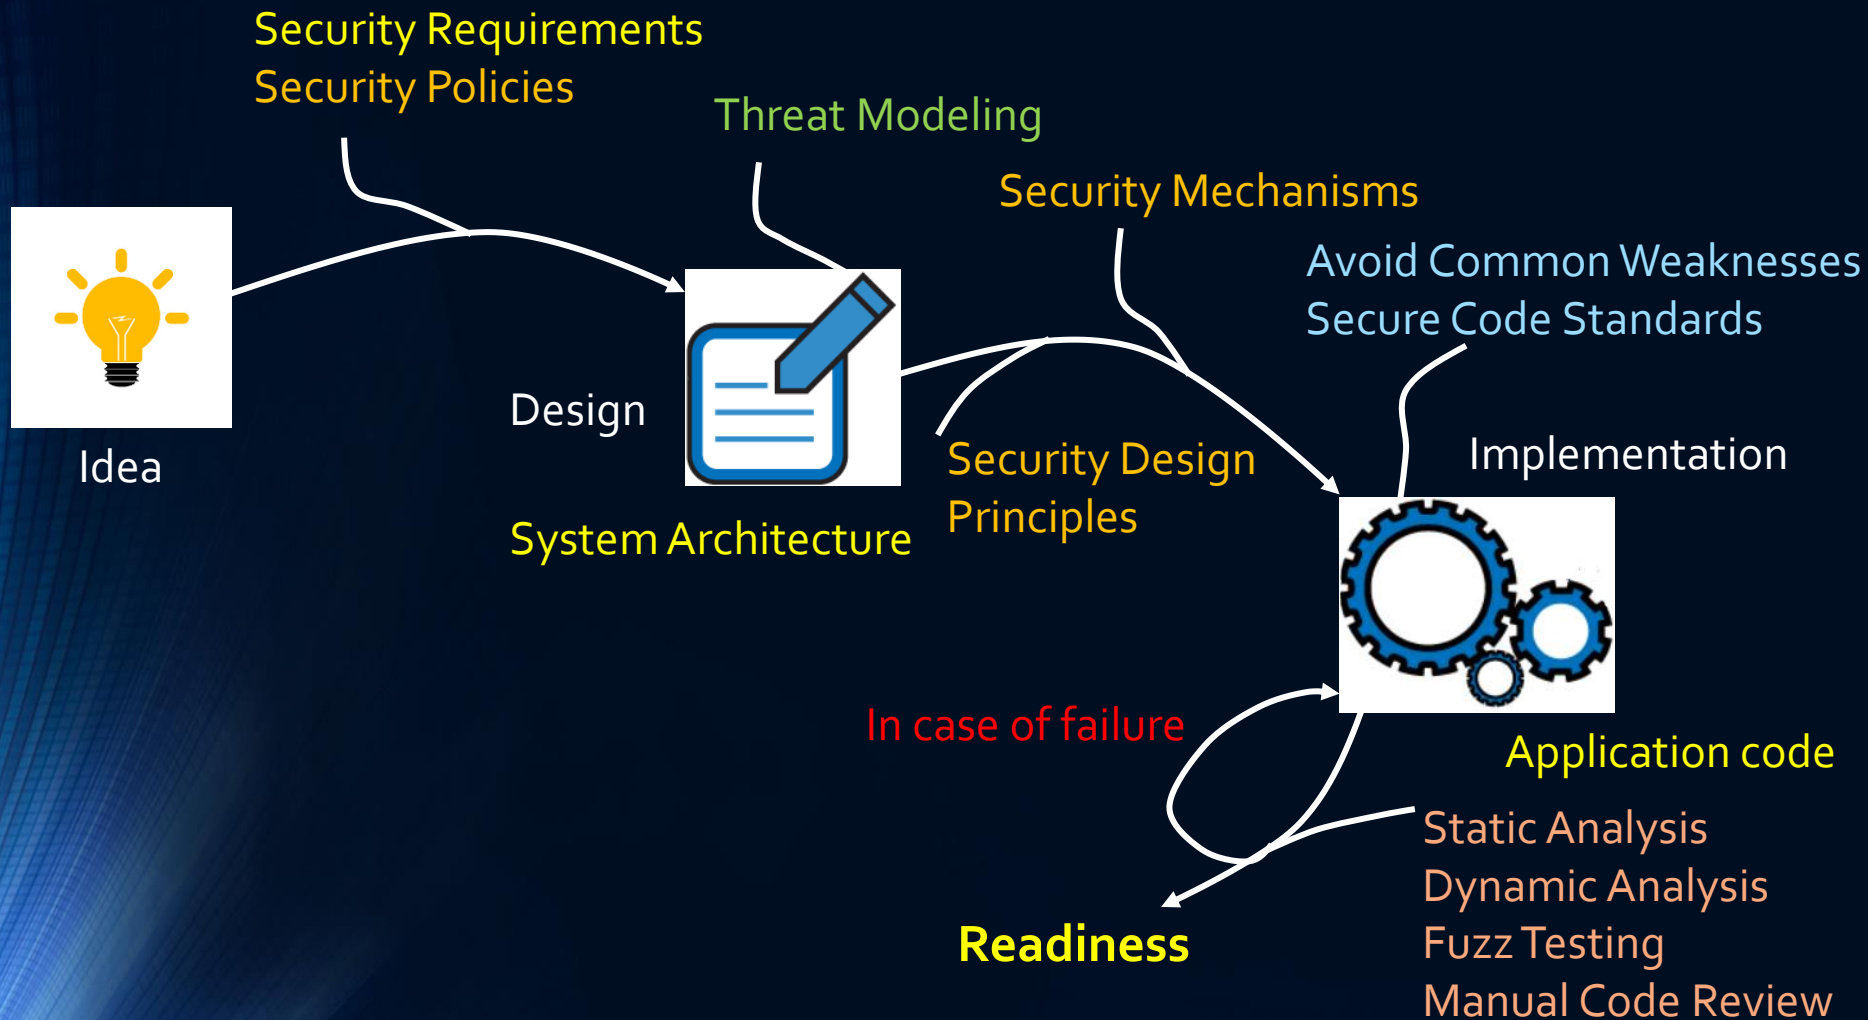 Security Requirements
Security Policies
Threat Modeling
Security Mechanisms
Avoid Common Weaknesses
Secure Code Standards
Idea
Design
System Architecture
Security Design
Principles
Implementation
In case of failure
Application code
Static Analysis
Dynamic Analysis
Fuzz Testing
Manual Code Review
Readiness